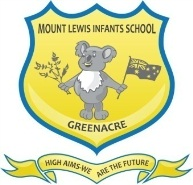 MOUNT LEWIS INFANTS SCHOOL
GREENACRE
HIGH AIMS-WE ARE THE FUTURE